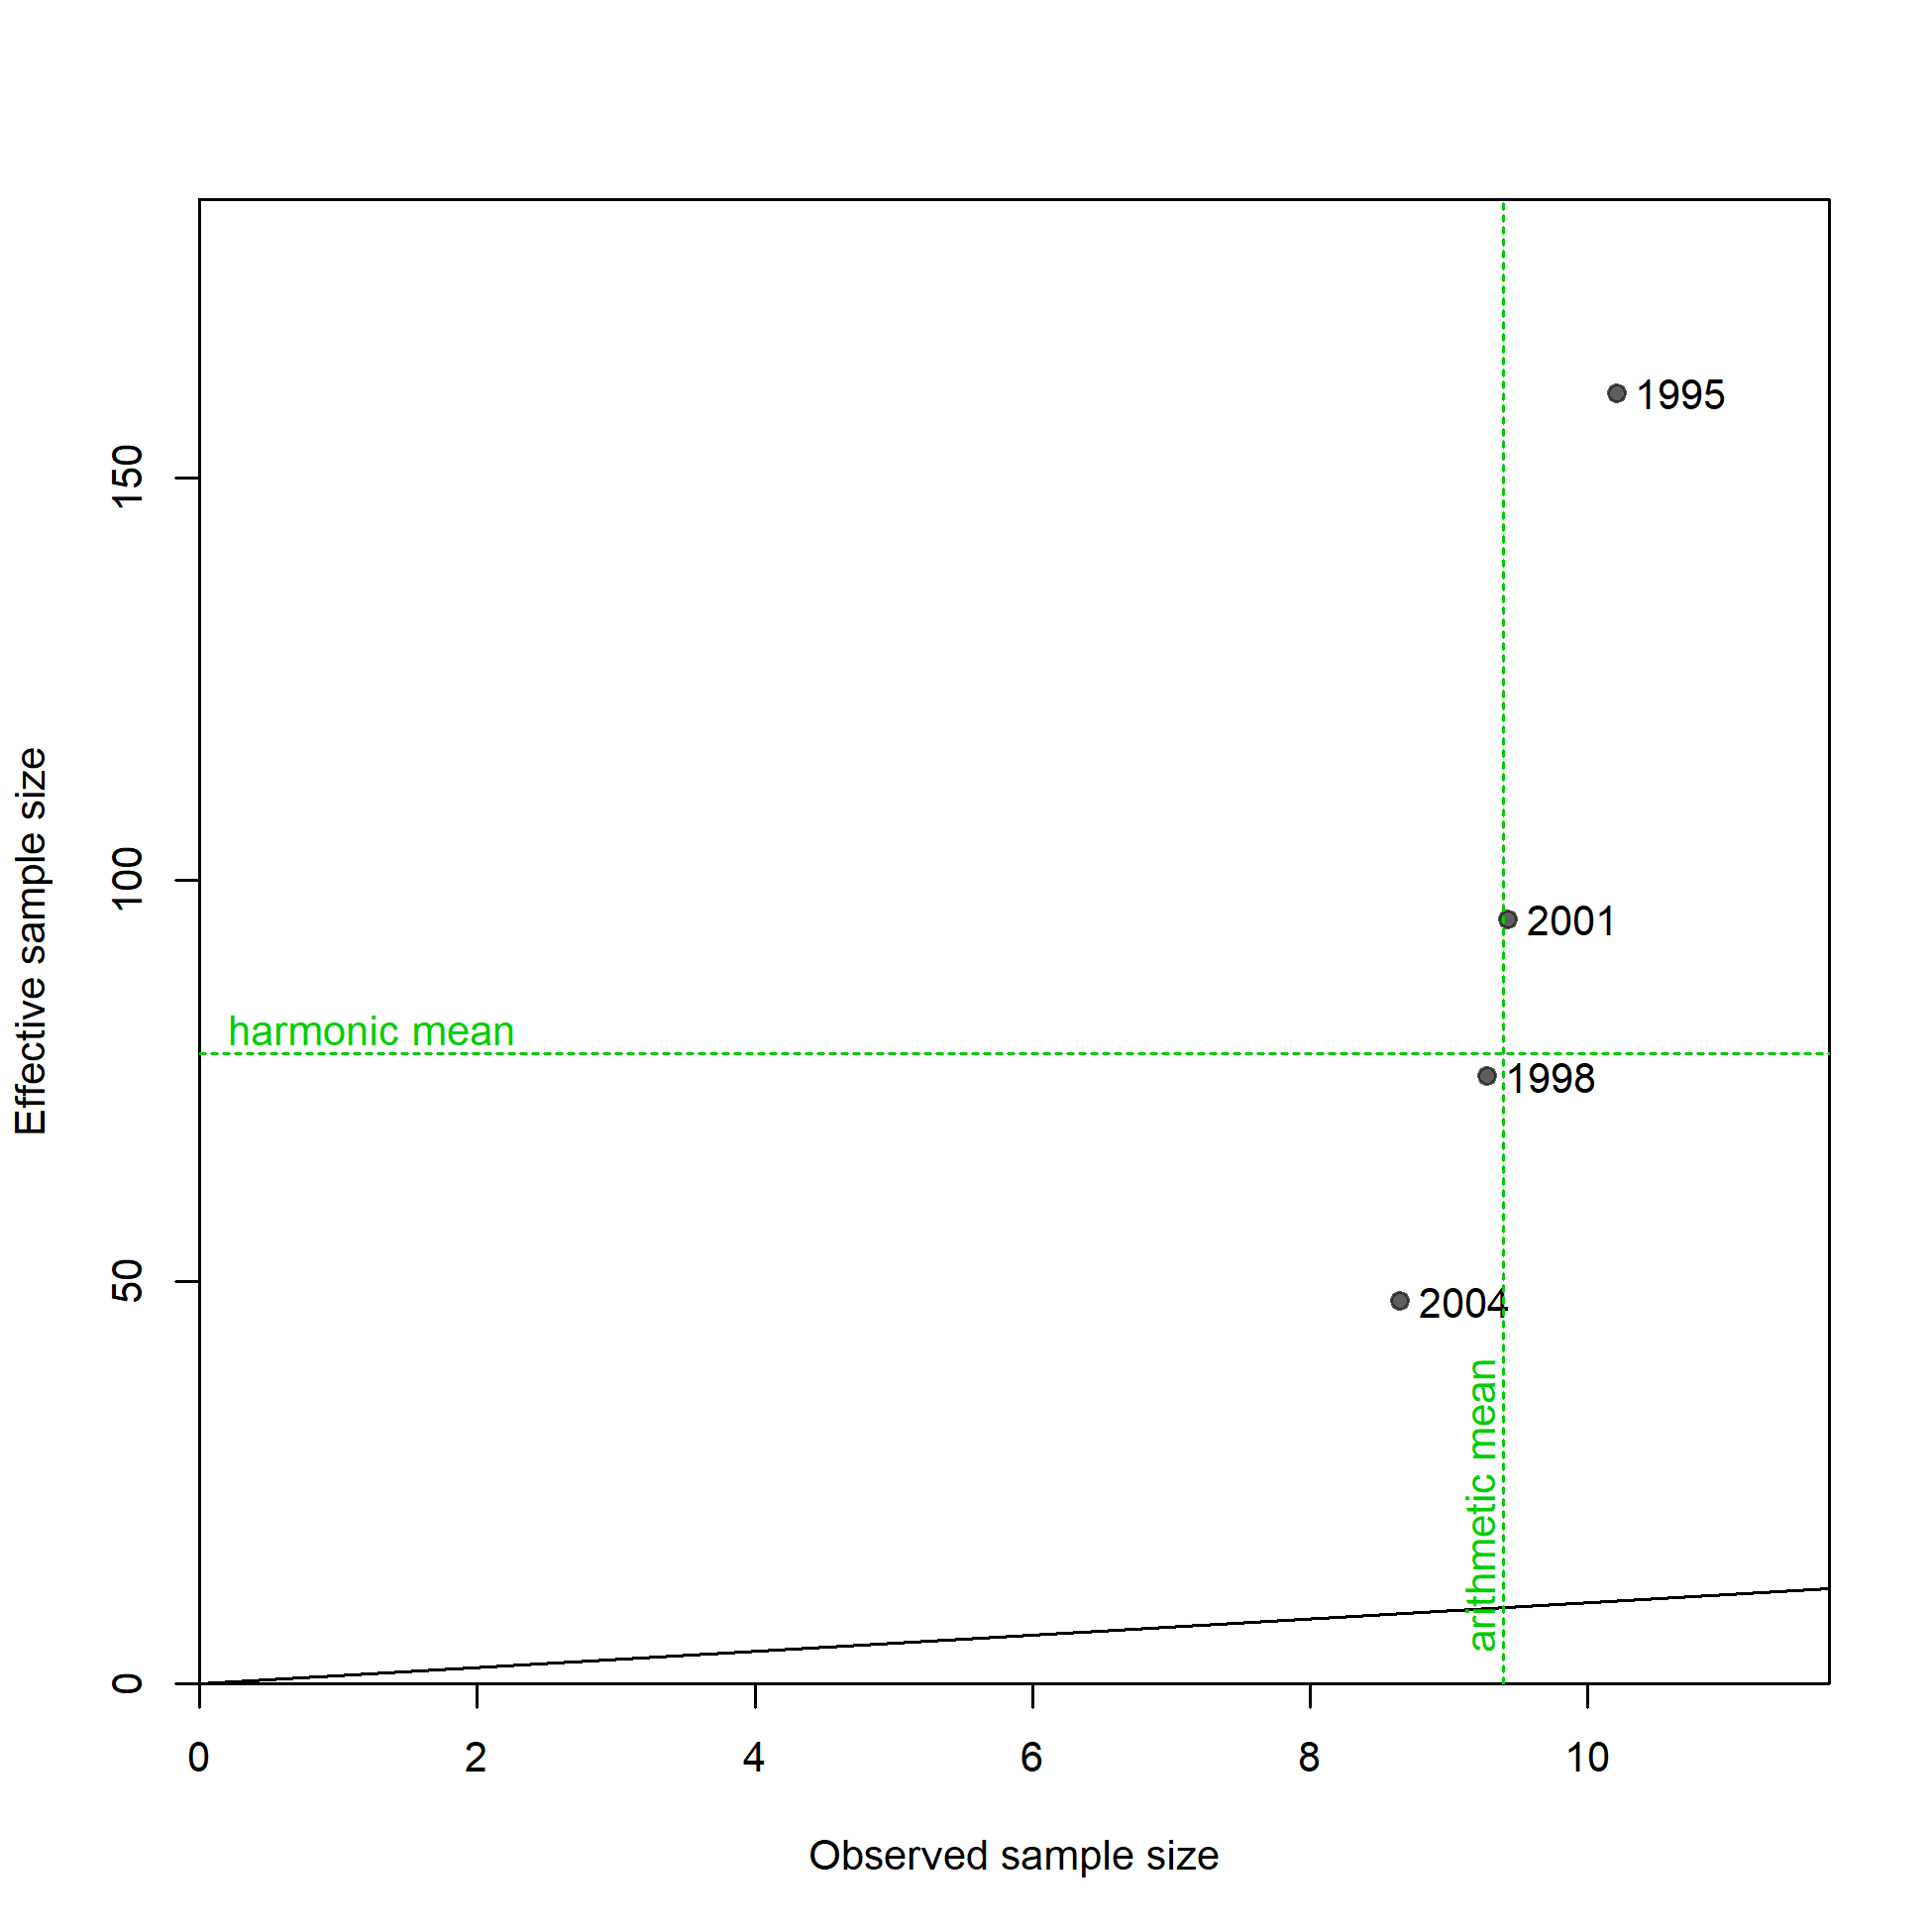 1995
150
2001
100
harmonic mean
1998
2004
50
arithmetic mean
0
Effective sample size
0 2 4 6 8 10
Observed sample size